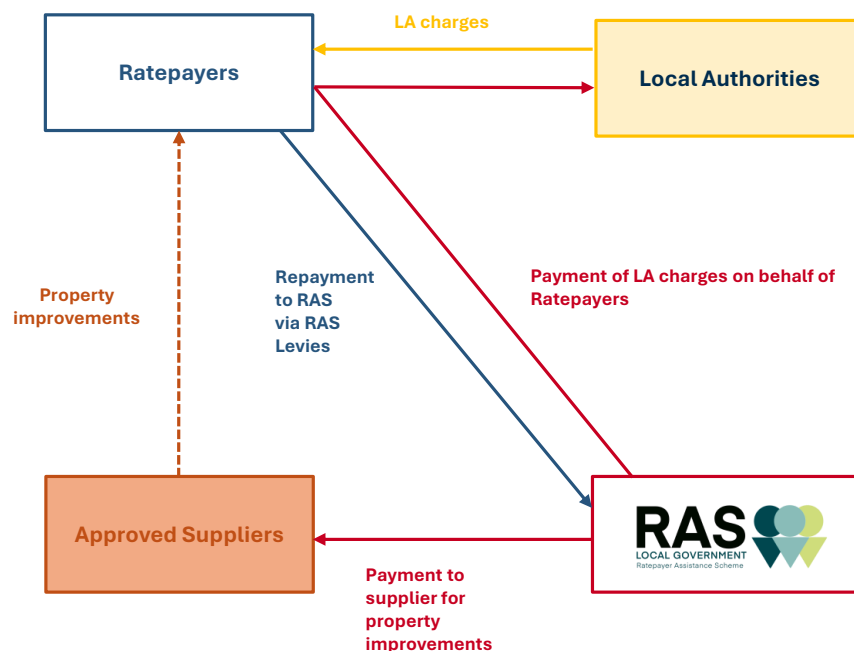 LA charges
Ratepayers
Local Authorities
Property
improvements
Repayment
to RAS
via RAS
Levies
Payment of LA charges on behalf of
Ratepayers
Approved Suppliers
RAS
LOCAL GOVERNMENT
Ratepayer Assistance Scheme
Payment to
supplier for
property
improvements